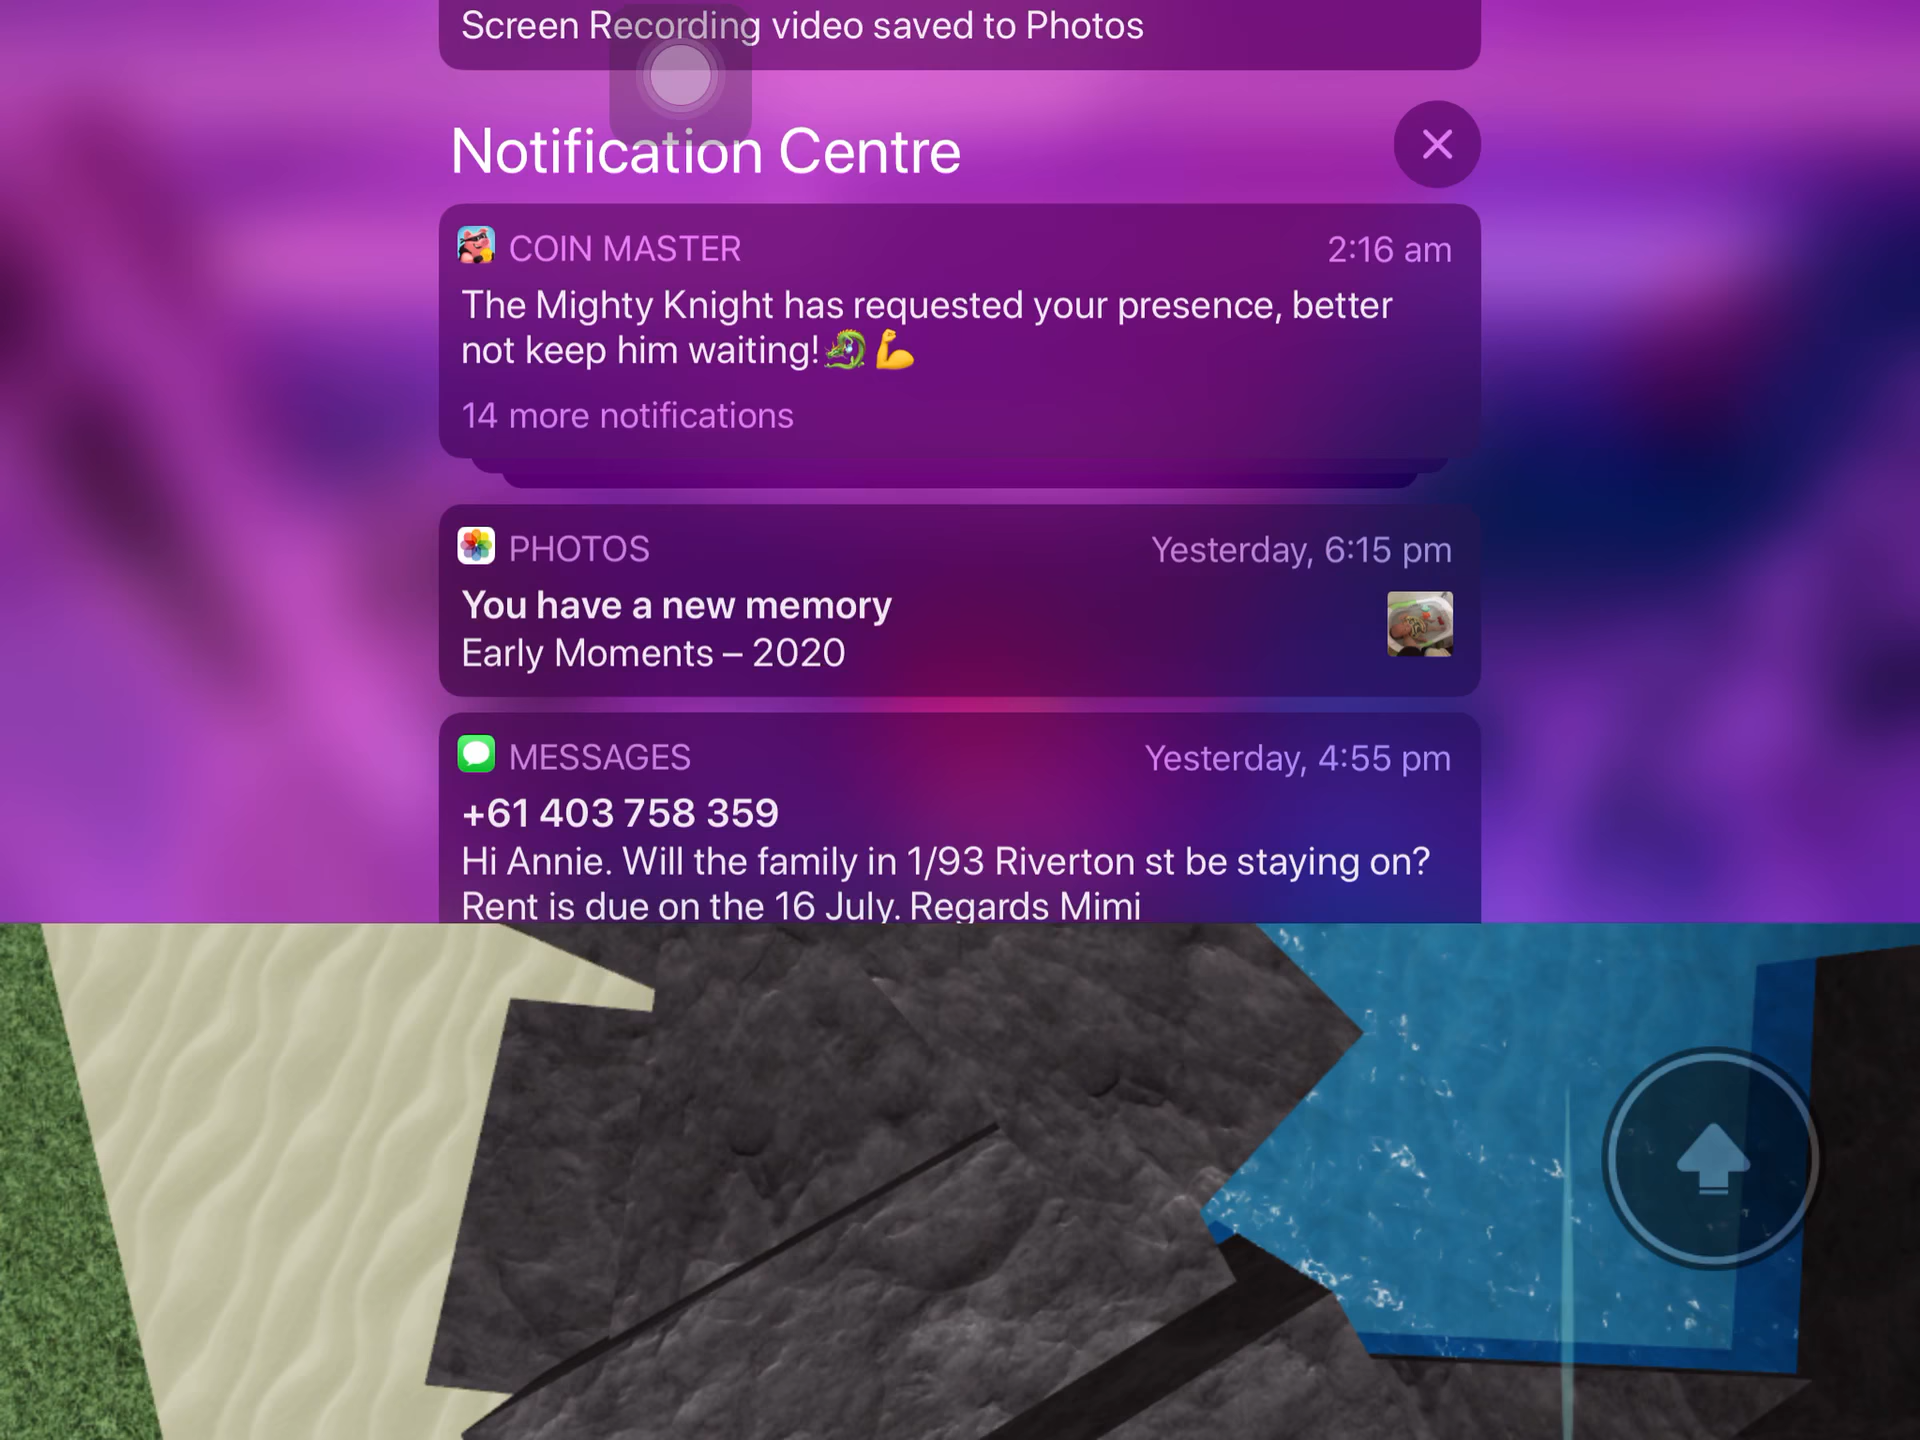 Screen Recording video saved to Photos
Notification Centre
COIN MASTER
2:16 am
The Mighty Knight has requested your presence, better
not keep him waiting!🐉💪
14 more notifications
PHOTOS
Yesterday, 6:15 pm
You have a new memory
Early Moments – 2020
MESSAGES
Yesterday, 4:55 pm
+61 403 758 359
Hi Annie. Will the family in 1/93 Riverton st be staying on?
Rent is due on the 16 July. Regards Mimi